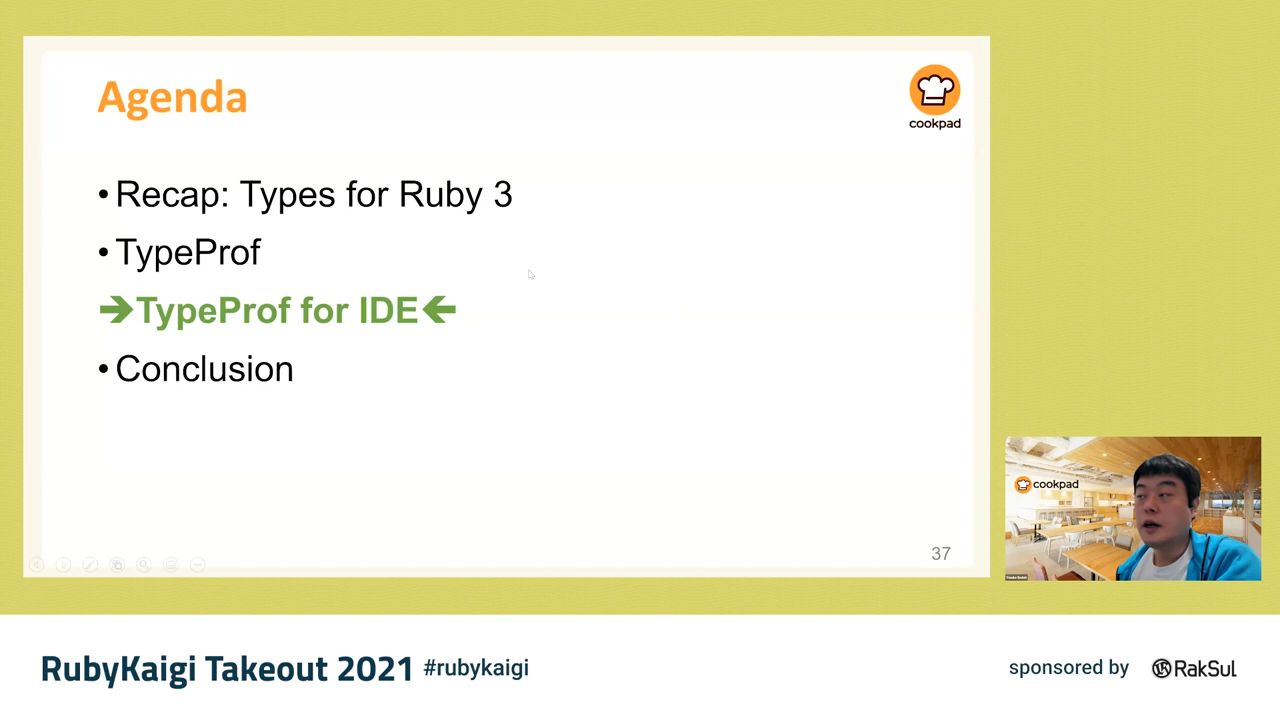 Agenda
cookpad
•Recap: Types for Ruby 3
•TypeProf
➔TypeProf for IDE🡰
•Conclusion
37
cookpad
RubyKaigi Takeout 2021 #rubykaigi
sponsored by RakSul